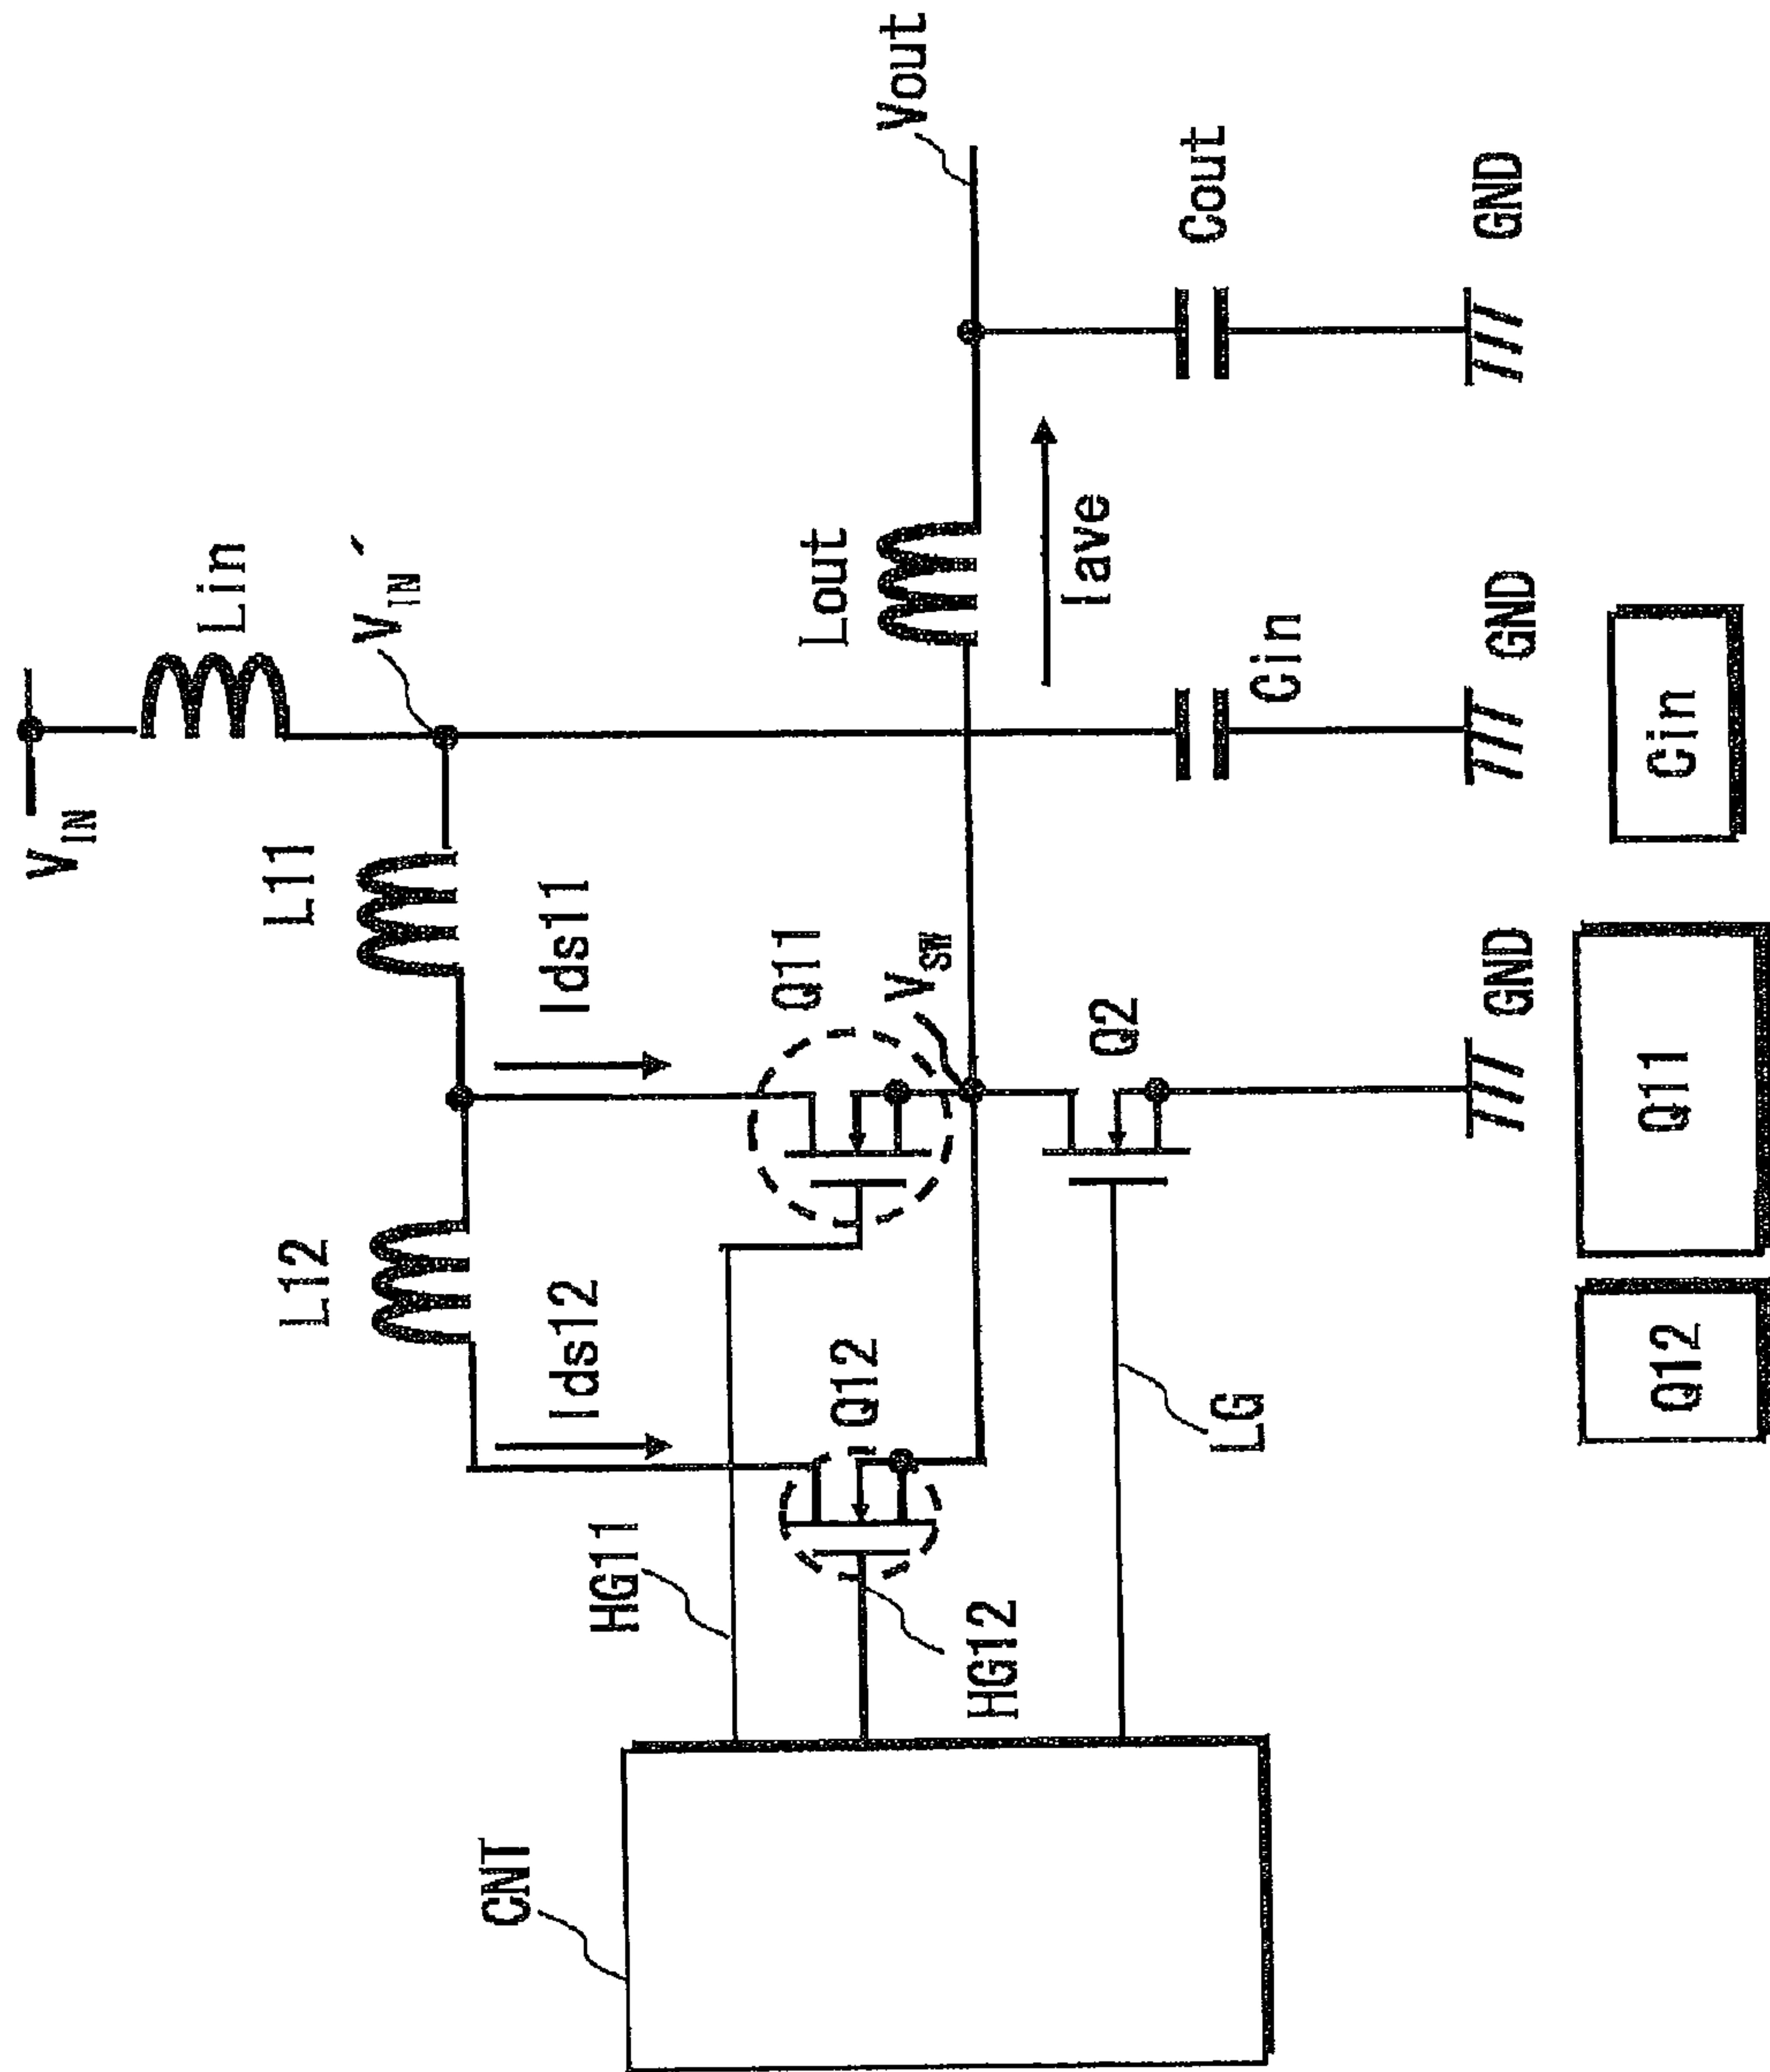 V_IN
Lin
L12
L11
V_IN′
CNT
Ids12
Ids11
HG11
Q11
Lout
Q12
Vout
V_SW
HG12
Iave
Q2
Cout
LG
Cin
GND
GND
GND
Q12
Q11
Cin